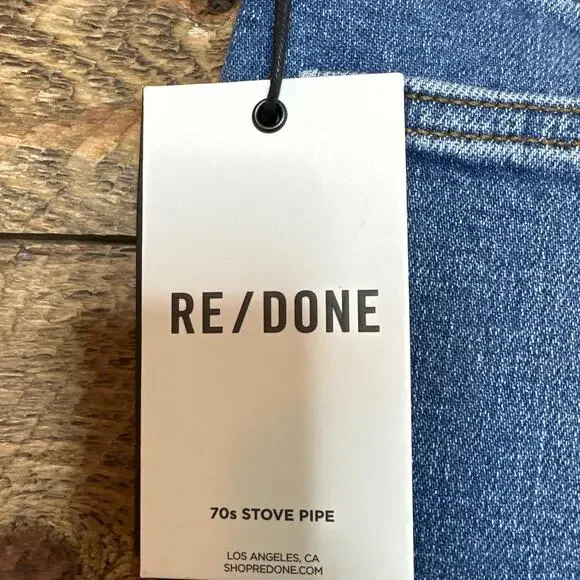 RE/DONE
70s STOVE PIPE
LOS ANGELES, CA
SHOPREDONE.COM